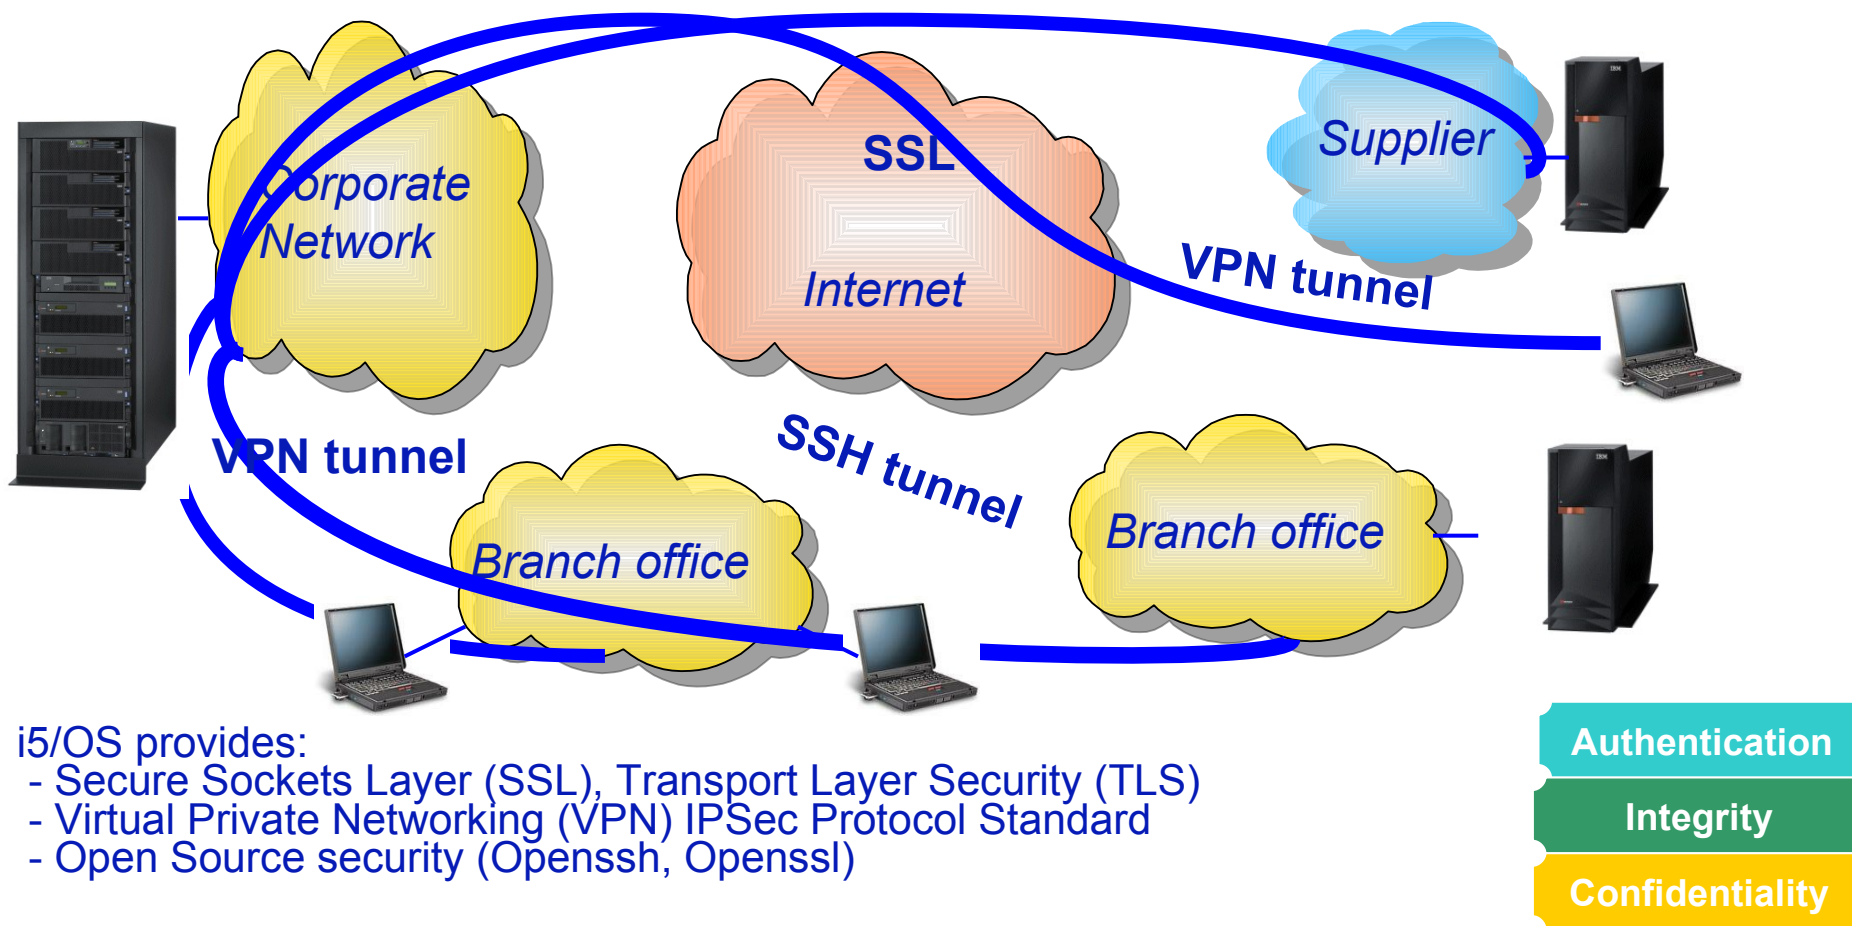 Corporate
Network
SSL
Internet
Supplier
VPN tunnel
VPN tunnel
SSH tunnel
Branch office
Branch office
IBM
IBM
i5/OS provides:
- Secure Sockets Layer (SSL), Transport Layer Security (TLS)
- Virtual Private Networking (VPN) IPSec Protocol Standard
- Open Source security (Openssh, Openssl)
Authentication
Integrity
Confidentiality